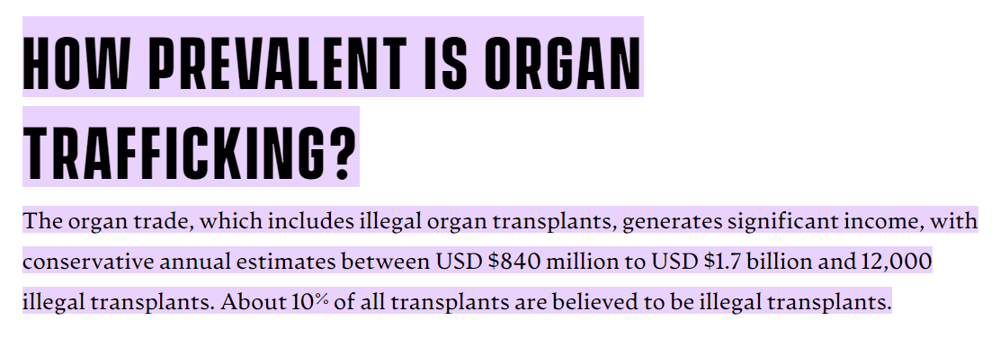 HOW PREVALENT IS ORGAN
TRAFFICKING?
The organ trade, which includes illegal organ transplants, generates significant income, with
conservative annual estimates between USD $840 million to USD $1.7 billion and 12,000
illegal transplants. About 10% of all transplants are believed to be illegal transplants.